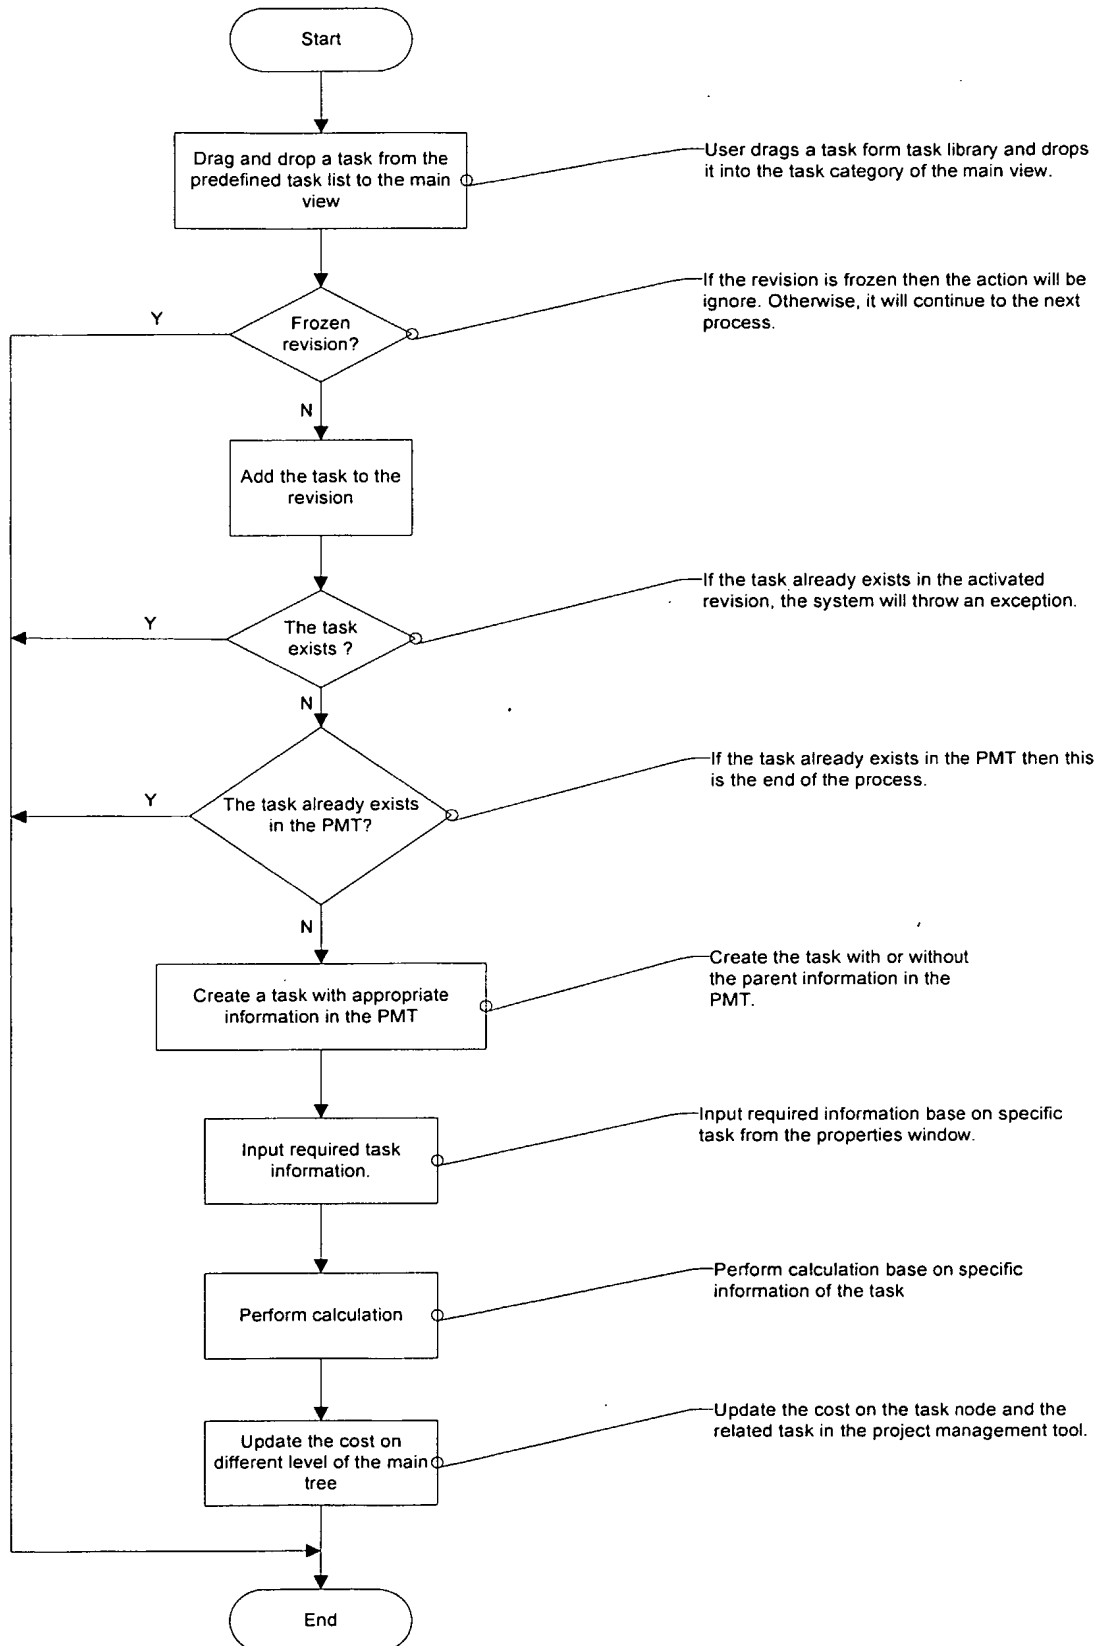 Start
Drag and drop a task from the
predefined task list to the main
view
User drags a task form task library and drops
it into the task category of the main view.
Frozen
revision?
If the revision is frozen then the action will be
ignore. Otherwise, it will continue to the next
process.
Y
N
Add the task to the
revision
If the task already exists in the activated
revision, the system will throw an exception.
The task
exists ?
Y
N
If the task already exists in the PMT then this
is the end of the process.
The task already exists
in the PMT?
Y
N
Create the task with or without
the parent information in the
PMT.
Create a task with appropriate
information in the PMT
Input required information base on specific
task from the properties window.
Input required task
information.
Perform calculation base on specific
information of the task
Perform calculation
Update the cost on the task node and the
related task in the project management tool.
Update the cost on
different level of the main
tree
End